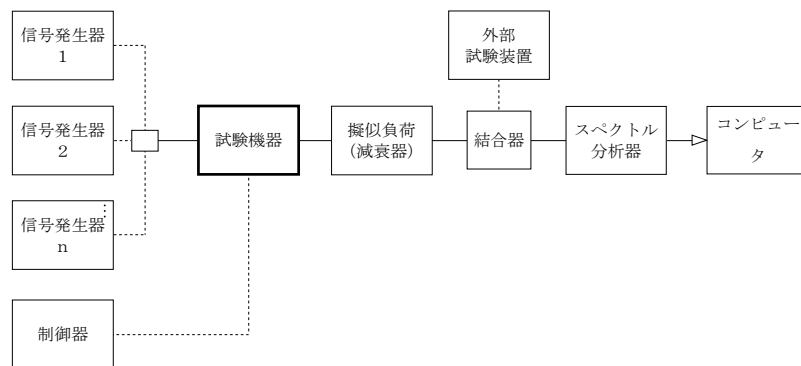 信号発生器
1
外部
試験装置
信号発生器
2
試験機器
擬似負荷
(減衰器)
結合器
スペクトル
分析器
コンピュー
タ
信号発生器
⋮
n
制御器